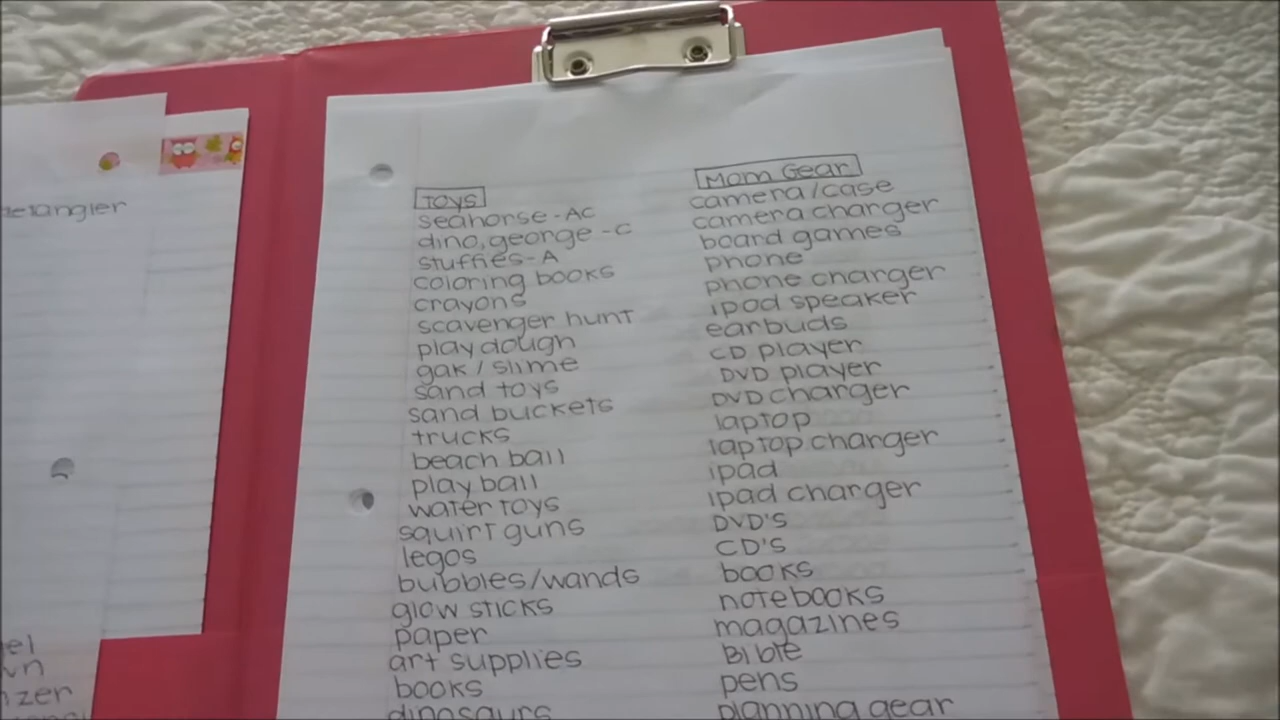 Toys
seahorse - AC
dino, george - C
stuffies - A
coloring books
crayons
scavenger hunt
play dough
gak / slime
sand toys
sand buckets
trucks
beach ball
play ball
water toys
squirt guns
legos
bubbles/wands
glow sticks
paper
art supplies
books
dinosaurs
Mom Gear
camera/case
camera charger
board games
phone
phone charger
ipod speaker
earbuds
CD player
DVD player
DVD charger
laptop
laptop charger
ipad
ipad charger
DVD's
CD's
books
notebooks
magazines
Bible
pens
planning gear